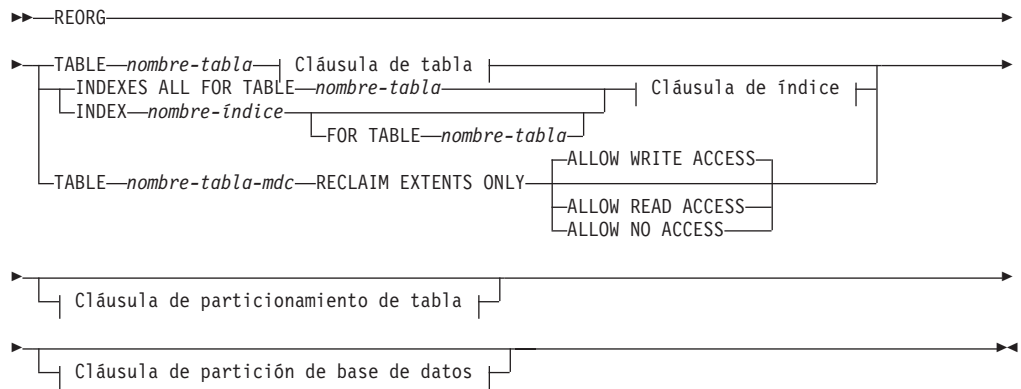 REORG
TABLE nombre-tabla Cláusula de tabla
INDEXES ALL FOR TABLE nombre-tabla Cláusula de índice
INDEX nombre-índice
FOR TABLE nombre-tabla
ALLOW WRITE ACCESS
TABLE nombre-tabla-mdc RECLAIM EXTENTS ONLY
ALLOW READ ACCESS
ALLOW NO ACCESS
Cláusula de particionamiento de tabla
Cláusula de partición de base de datos